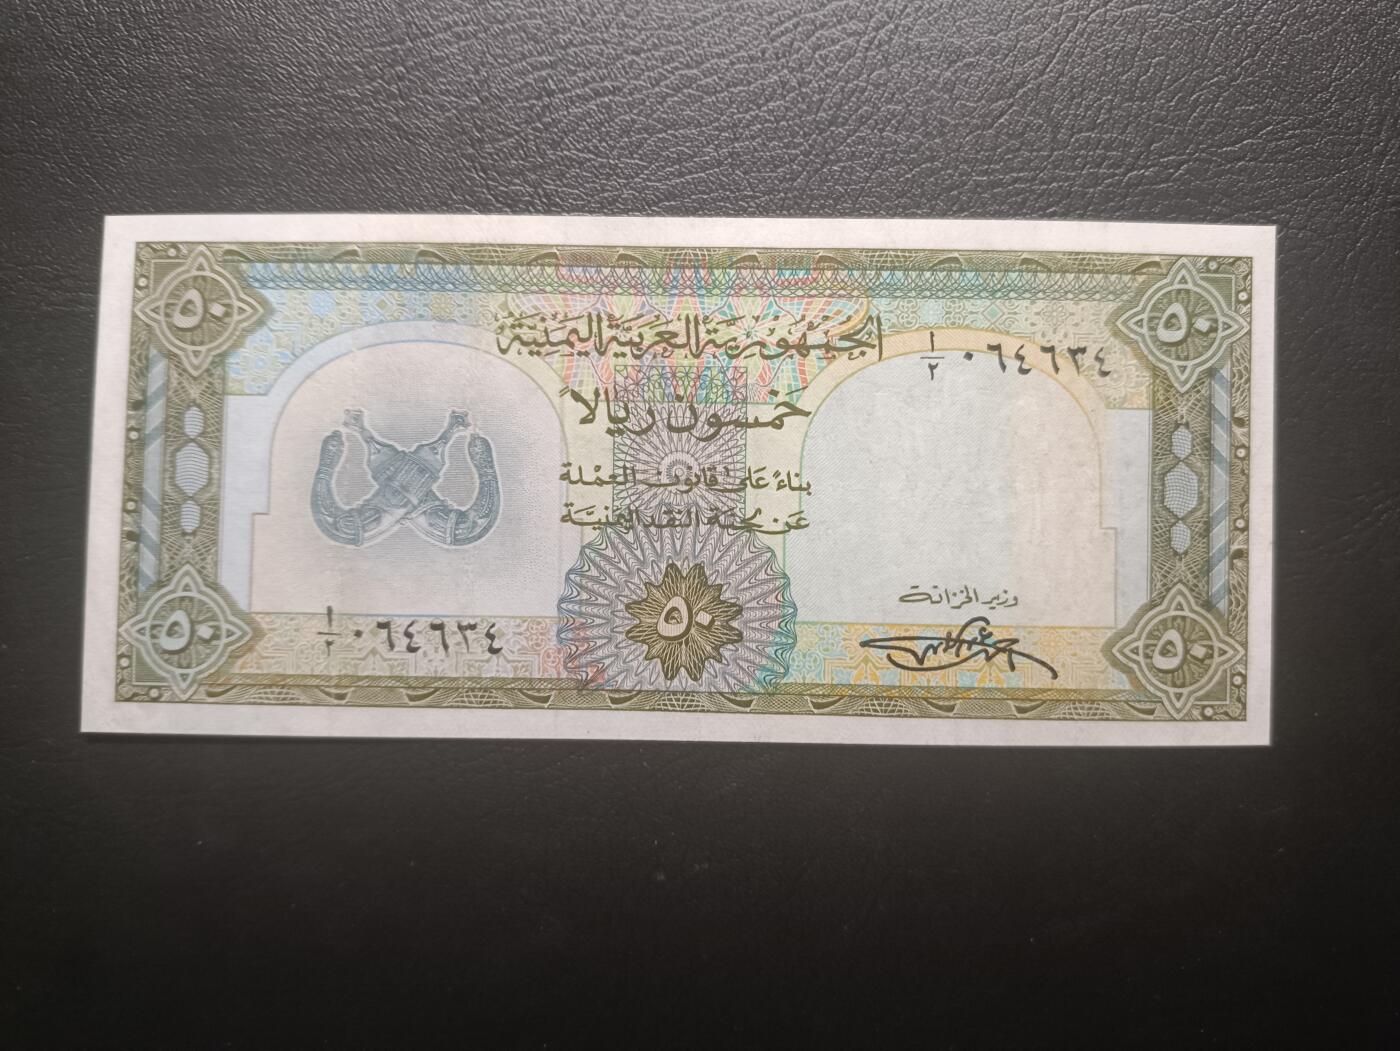 ٥٠
٥٠
الجمهورية العربية اليمنية
١/٢ ٠٦٤٦٣٤
خمسون ريالاً
بناءً على قانون العملة
عن لجنة النقد اليمنية
وزير الخزانة
١/٢ ٠٦٤٦٣٤
٥٠
٥٠
٥٠